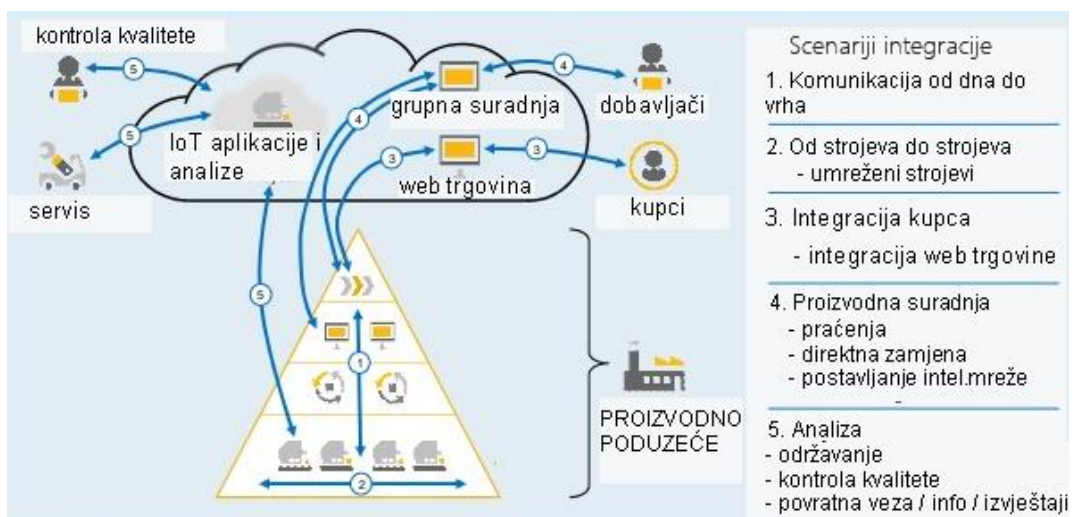 kontrola kvalitete
5
4
grupna suradnja
dobavljači
4
5
IoT aplikacije i
analize
3
3
web trgovina
servis
kupci
5
1
2
PROIZVODNO
PODUZEĆE
Scenariji integracije
1. Komunikacija od dna do
vrha
2. Od strojeva do strojeva
- umreženi strojevi
3. Integracija kupca
- integracija web trgovine
4. Proizvodna suradnja
- praćenja
- direktna zamjena
- postavljanje intel.mreže
-
5. Analiza
- održavanje
- kontrola kvalitete
- povratna veza / info / izvještaji